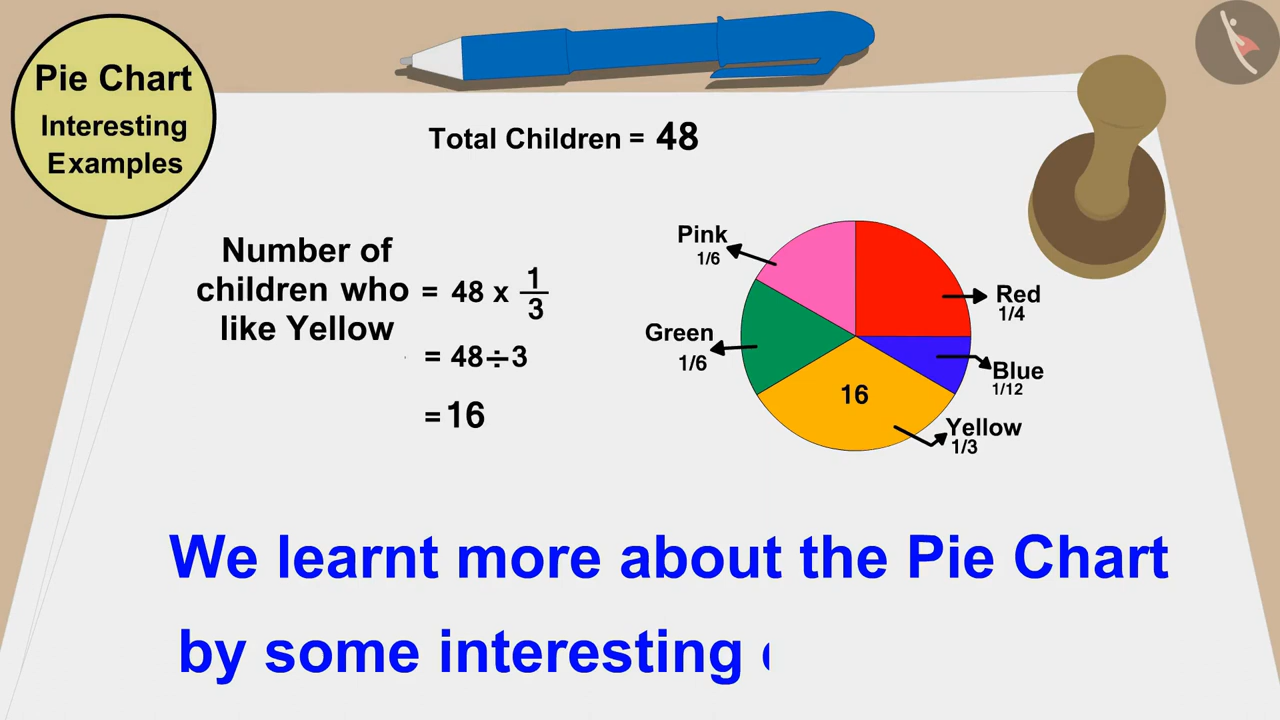 Pie Chart
Interesting
Examples
Total Children = 48
Number of
children who
like Yellow
= 48 x 1/3
= 48÷3
= 16
Pink
1/6
Green
1/6
Red
1/4
Blue
1/12
16
Yellow
1/3
We learnt more about the Pie Chart
by some interesting